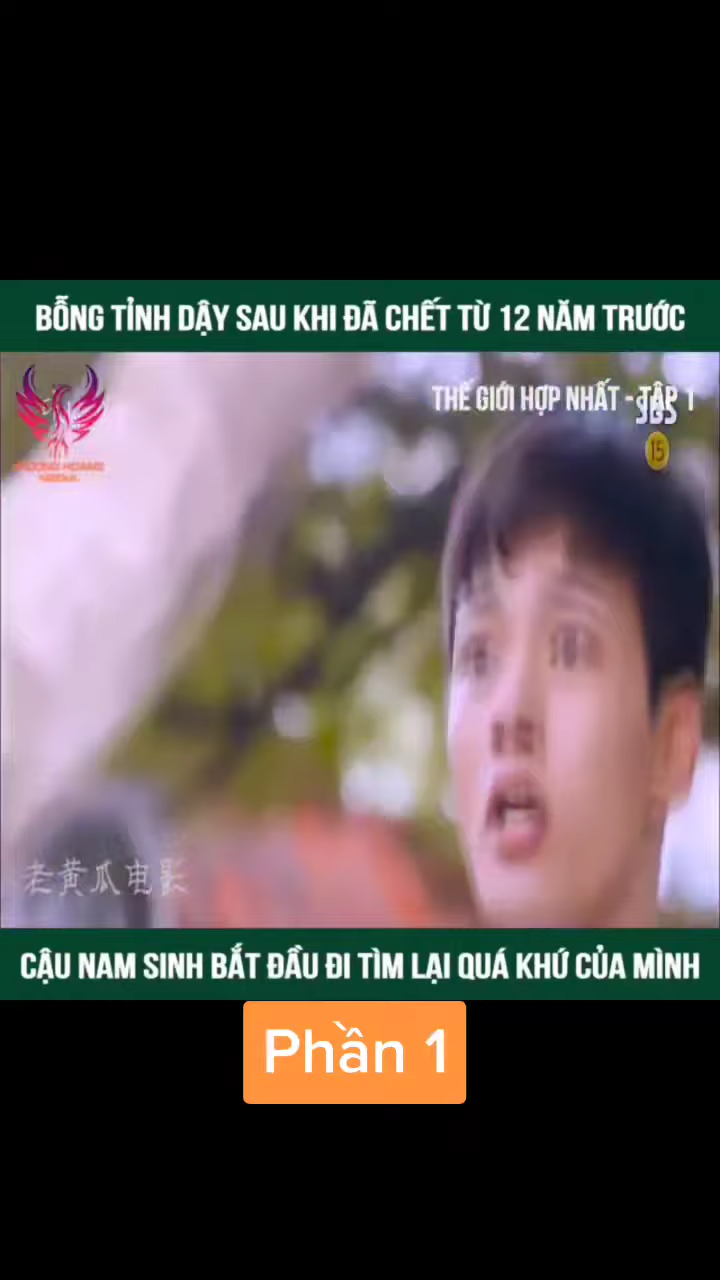 BỖNG TỈNH DẬY SAU KHI ĐÃ CHẾT TỪ 12 NĂM TRƯỚC
THẾ GIỚI HỢP NHẤT - TẬP 1
SBS
15
老黄瓜电影
CẬU NAM SINH BẮT ĐẦU ĐI TÌM LẠI QUÁ KHỨ CỦA MÌNH
Phần 1